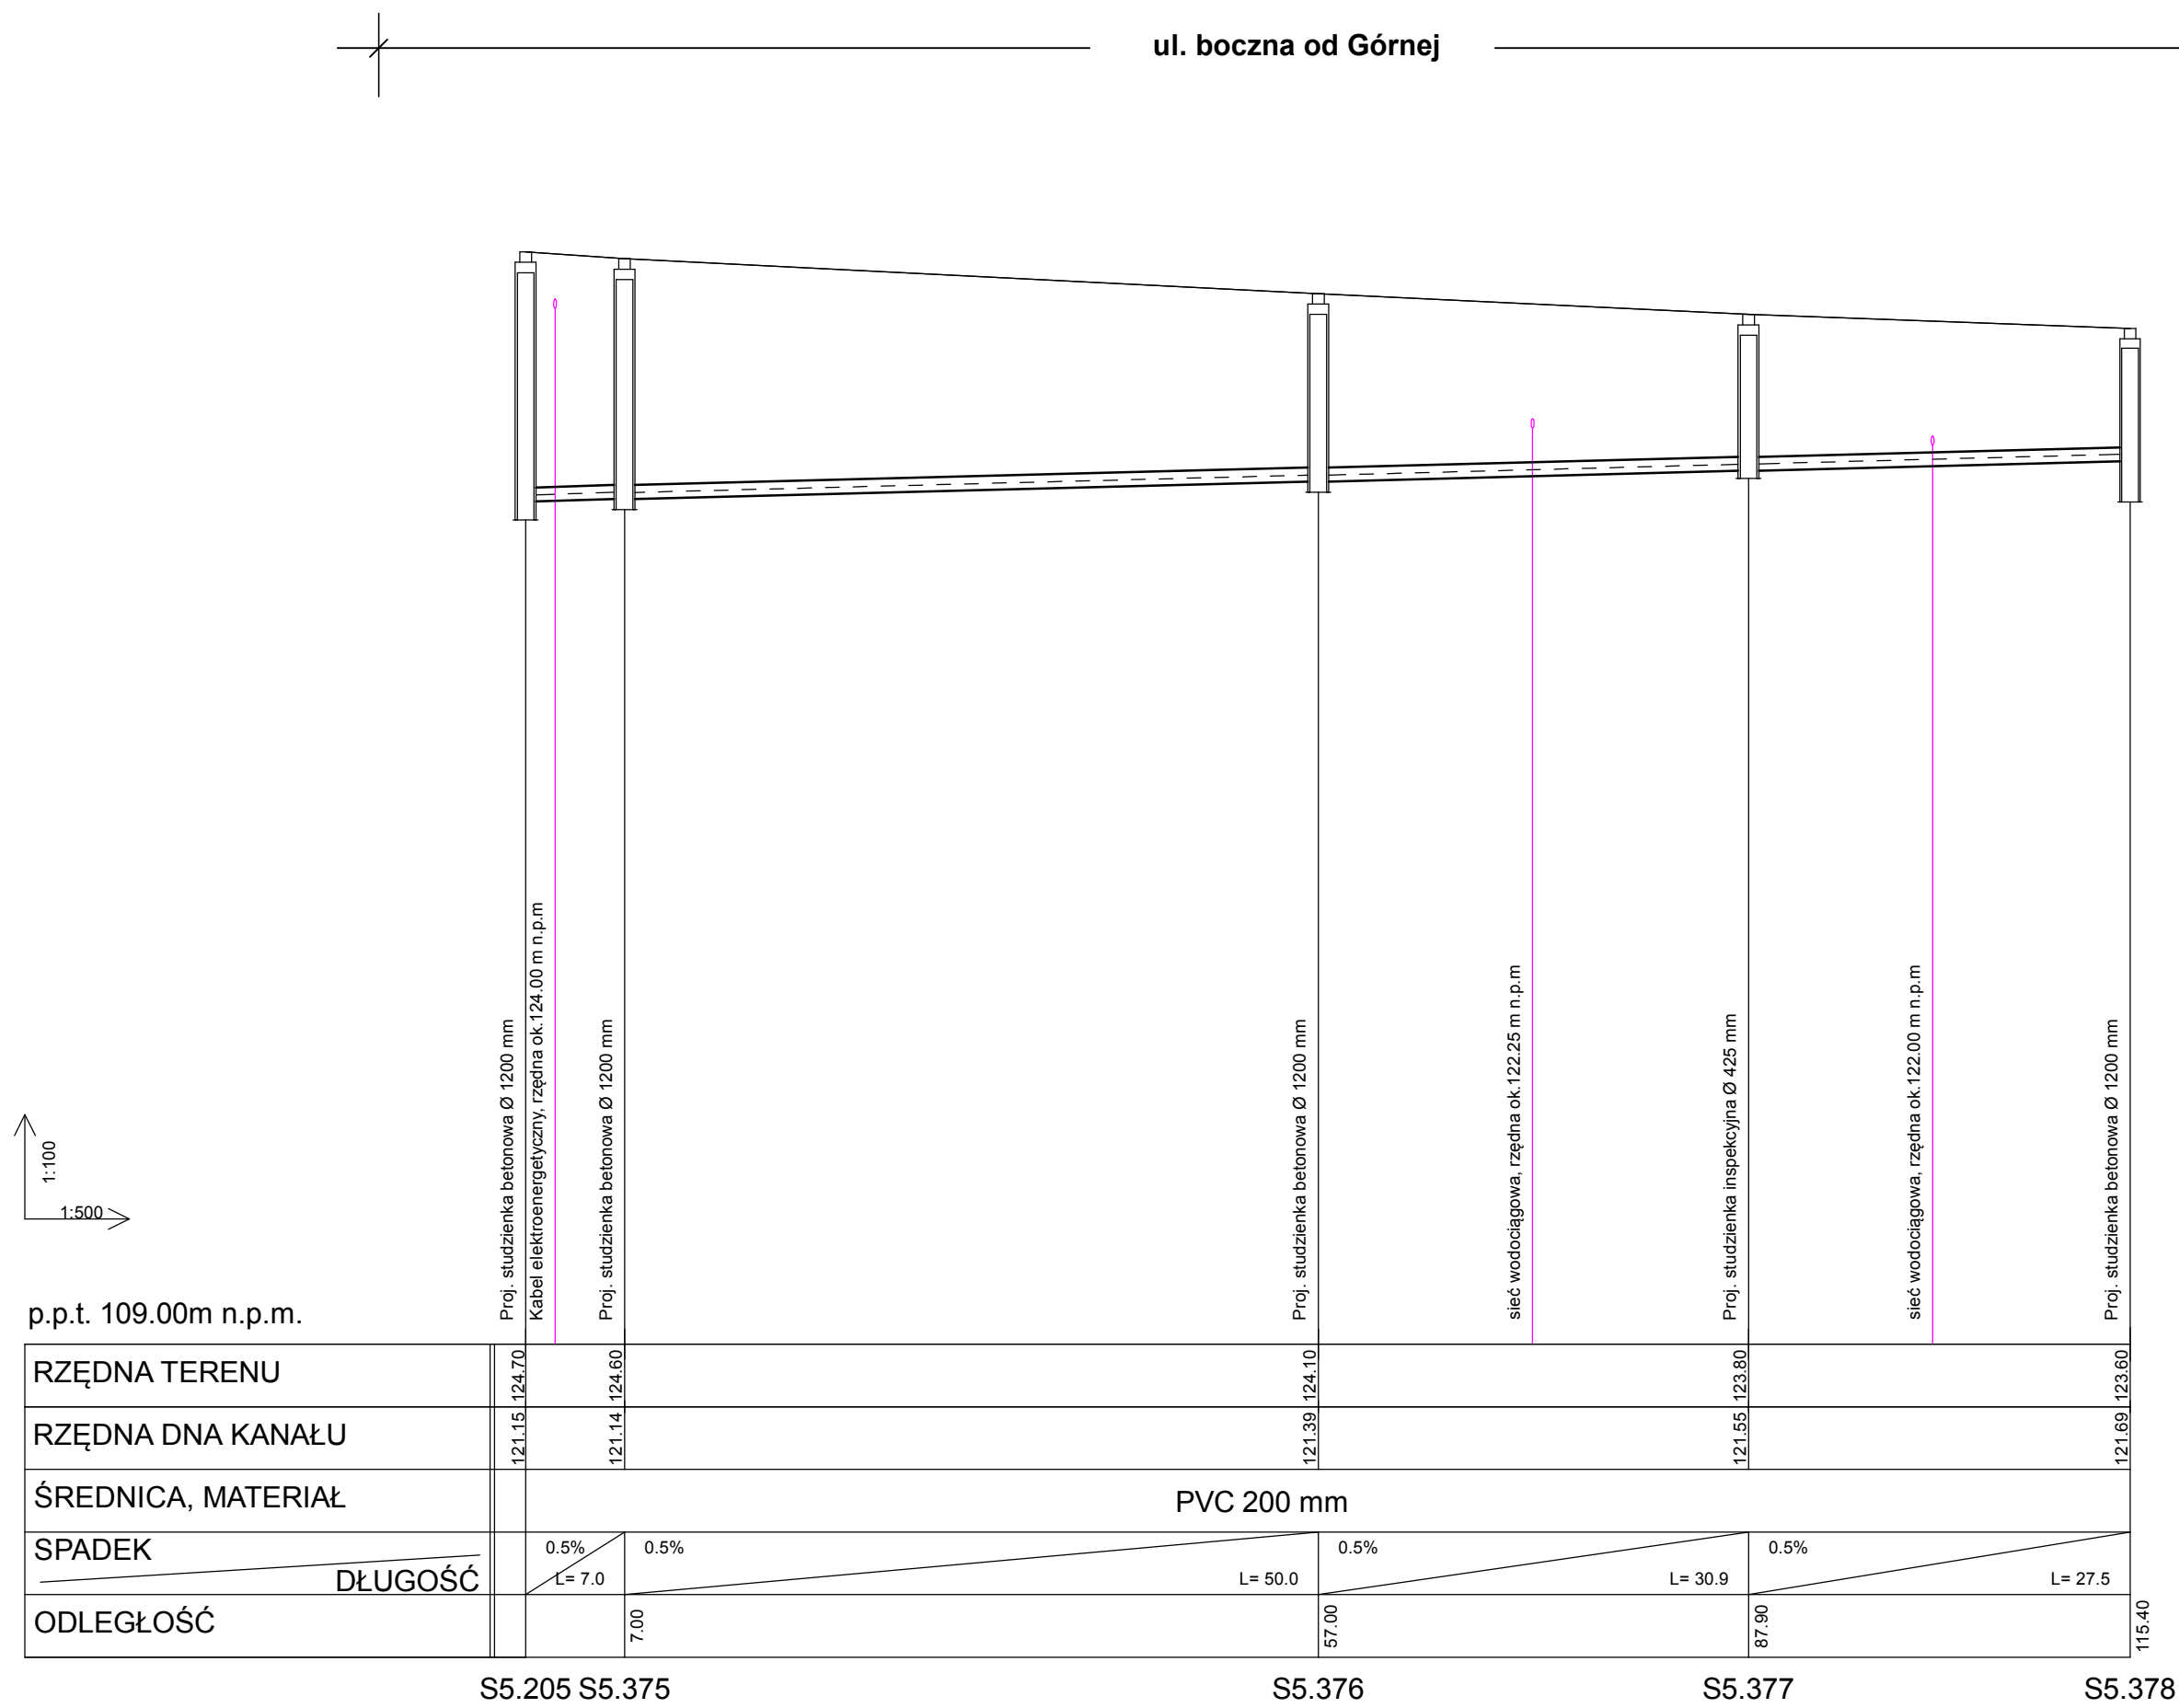 ul. boczna od Górnej
Proj. studzienka betonowa Ø 1200 mm
Kabel elektroenergetyczny, rzędna ok.124.00 m n.p.m
Proj. studzienka betonowa Ø 1200 mm
Proj. studzienka betonowa Ø 1200 mm
sieć wodociągowa, rzędna ok.122.25 m n.p.m
Proj. studzienka inspekcyjna Ø 425 mm
sieć wodociągowa, rzędna ok.122.00 m n.p.m
Proj. studzienka betonowa Ø 1200 mm
1:100
1:500
p.p.t. 109.00m n.p.m.
RZĘDNA TERENU 124.70 124.60 124.10 123.80 123.60
RZĘDNA DNA KANAŁU 121.15 121.14 121.39 121.55 121.69
ŚREDNICA, MATERIAŁ PVC 200 mm
SPADEK 0.5% 0.5% 0.5% 0.5%
DŁUGOŚĆ L= 7.0 L= 50.0 L= 30.9 L= 27.5
ODLEGŁOŚĆ 7.00 57.00 87.90 115.40
S5.205 S5.375 S5.376 S5.377 S5.378